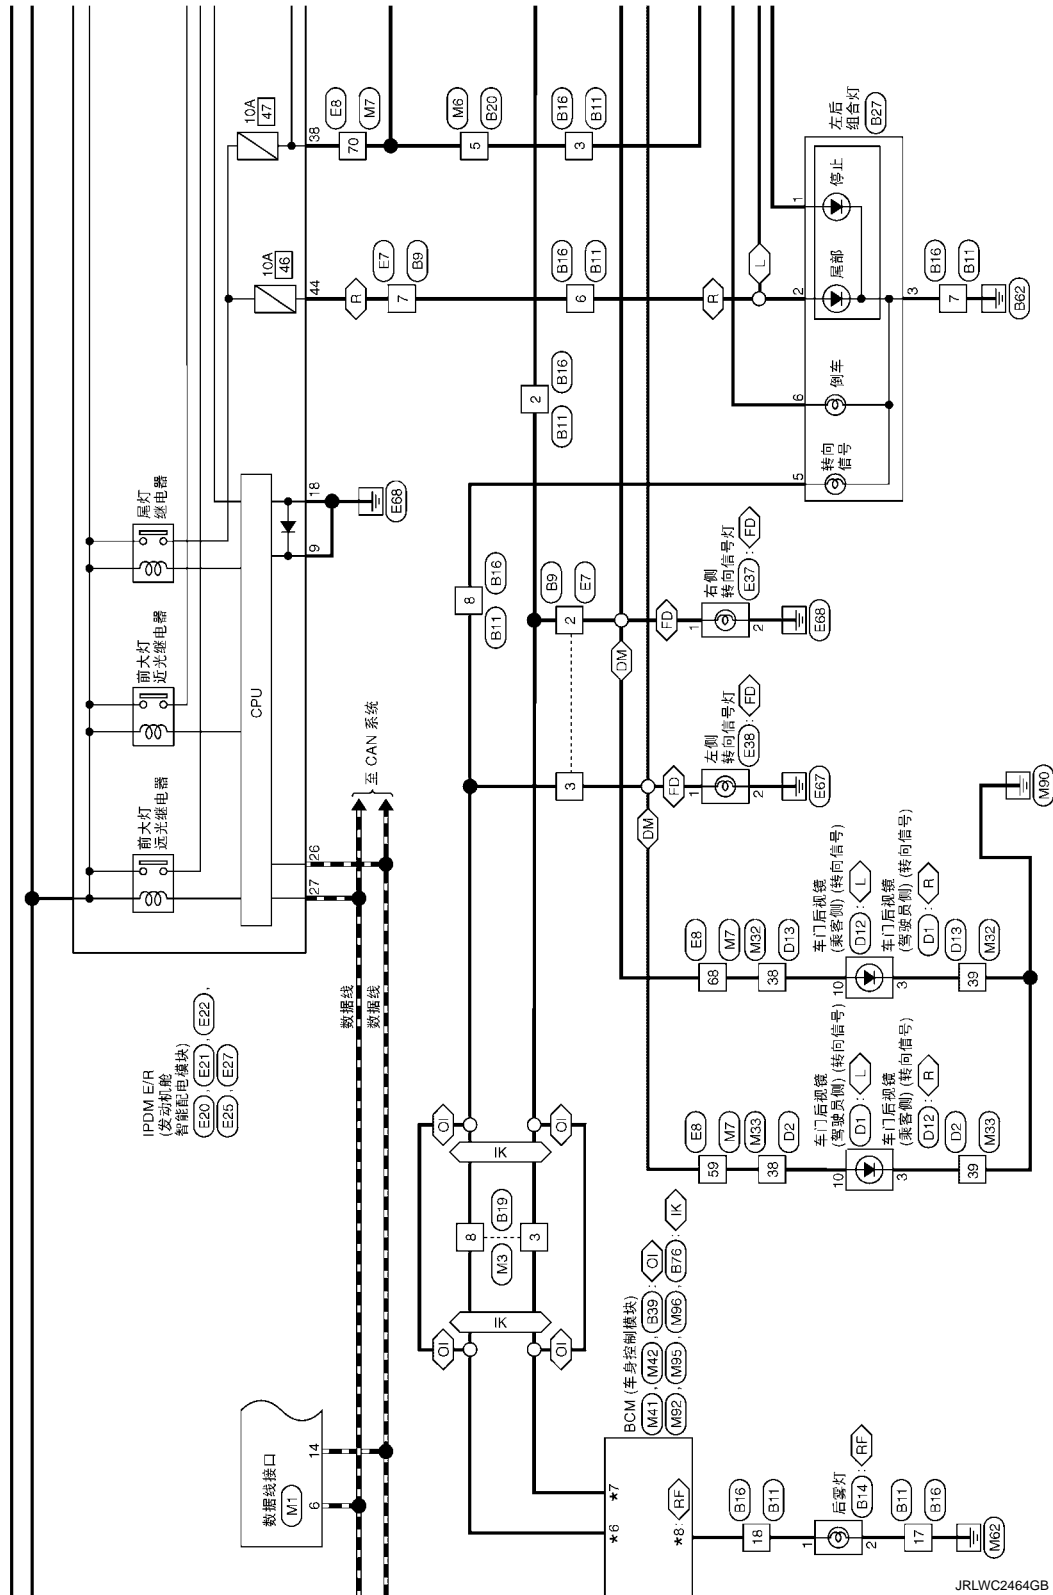 IPDM E/R
(发动机舱
智能配电模块)
E20 , E21 , E22 ,
E25 , E27
前大灯
远光继电器
前大灯
近光继电器
尾灯
继电器
CPU
10A
46
10A
47
27
26
9
18
44
38
E68
数据线接口
M1
6
14
数据线
数据线
至 CAN 系统
R
7
E7
B9
6
B16
B11
R
L
70
E8
M7
5
M6
B20
3
B16
B11
OI
OI
IK
IK
8
3
M3
B19
OI
OI
8
B11
B16
2
B11
B16
3
2
B9
E7
BCM (车身控制模块)
M41 , M42 , B39 : OI
M92 , M95 , M96 , B76 : IK
*6
*7
*8: RF
18
B16
B11
后雾灯
B14 : RF
1
2
17
B11
B16
M62
DM
FD
1
左侧
转向信号灯
E38 : FD
2
E67
DM
FD
1
右侧
转向信号灯
E37 : FD
2
E68
左后
组合灯
B27
5
6
2
1
转向
信号
倒车
尾部
停止
3
7
B16
B11
B62
59
E8
M7
38
M33
D2
10
3
车门后视镜
(驾驶员侧) (转向信号)
D1 : L
车门后视镜
(乘客侧) (转向信号)
D12 : R
39
D2
M33
68
E8
M7
38
M32
D13
10
3
车门后视镜
(乘客侧) (转向信号)
D12 : L
车门后视镜
(驾驶员侧) (转向信号)
D1 : R
39
D13
M32
M90
JRLWC2464GB